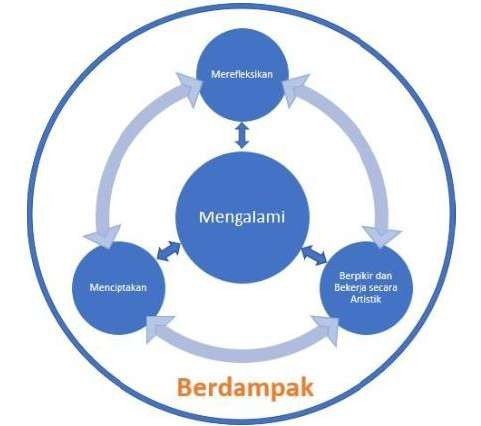 Merefleksikan
Mengalami
Menciptakan
Berpikir dan
Bekerja secara
Artistik
Berdampak